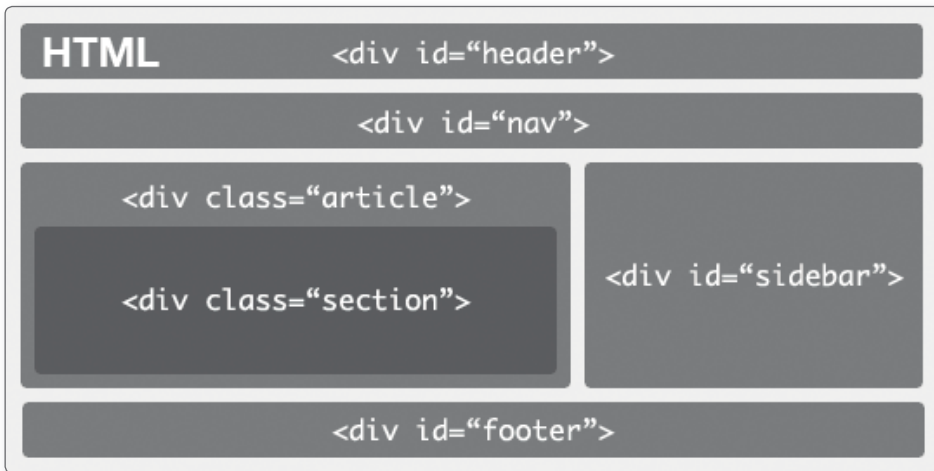 HTML <div id=“header”>
<div id=“nav”>
<div class=“article”>
<div class=“section”>
<div id=“sidebar”>
<div id=“footer”>